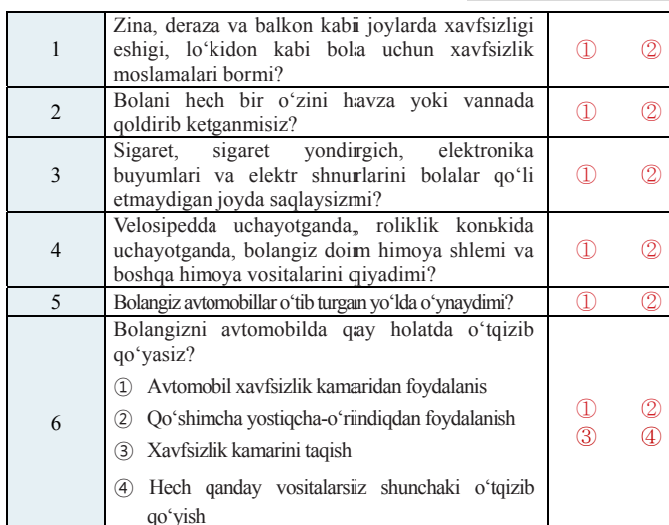 Zina, deraza va balkon kabi joylarda xavfsizligi
1 eshigi, lo‘kidon kabi bola uchun xavfsizlik ① ②
moslamalari bormi?
2 Bolani hech bir o‘zini havza yoki vannada ① ②
qoldirib ketganmisiz?
Sigaret, sigaret yondirgich, elektronika
3 buyumlari va elektr shnurlarini bolalar qo‘li ① ②
etmaydigan joyda saqlaysizmi?
Velosipedda uchayotganda, roliklik konьkida
4 uchayotganda, bolangiz doim himoya shlemi va ① ②
boshqa himoya vositalarini qiyadimi?
5 Bolangiz avtomobillar o‘tib turgan yo‘lda o‘ynaydimi? ① ②
Bolangizni avtomobilda qay holatda o‘tqizib
qo‘yasiz?
① Avtomobil xavfsizlik kamaridan foydalanis
6 ② Qo‘shimcha yostiqcha-o‘rindiqdan foydalanish ① ②
③ Xavfsizlik kamarini taqish ③ ④
④ Hech qanday vositalarsiz shunchaki o‘tqizib
qo‘yish